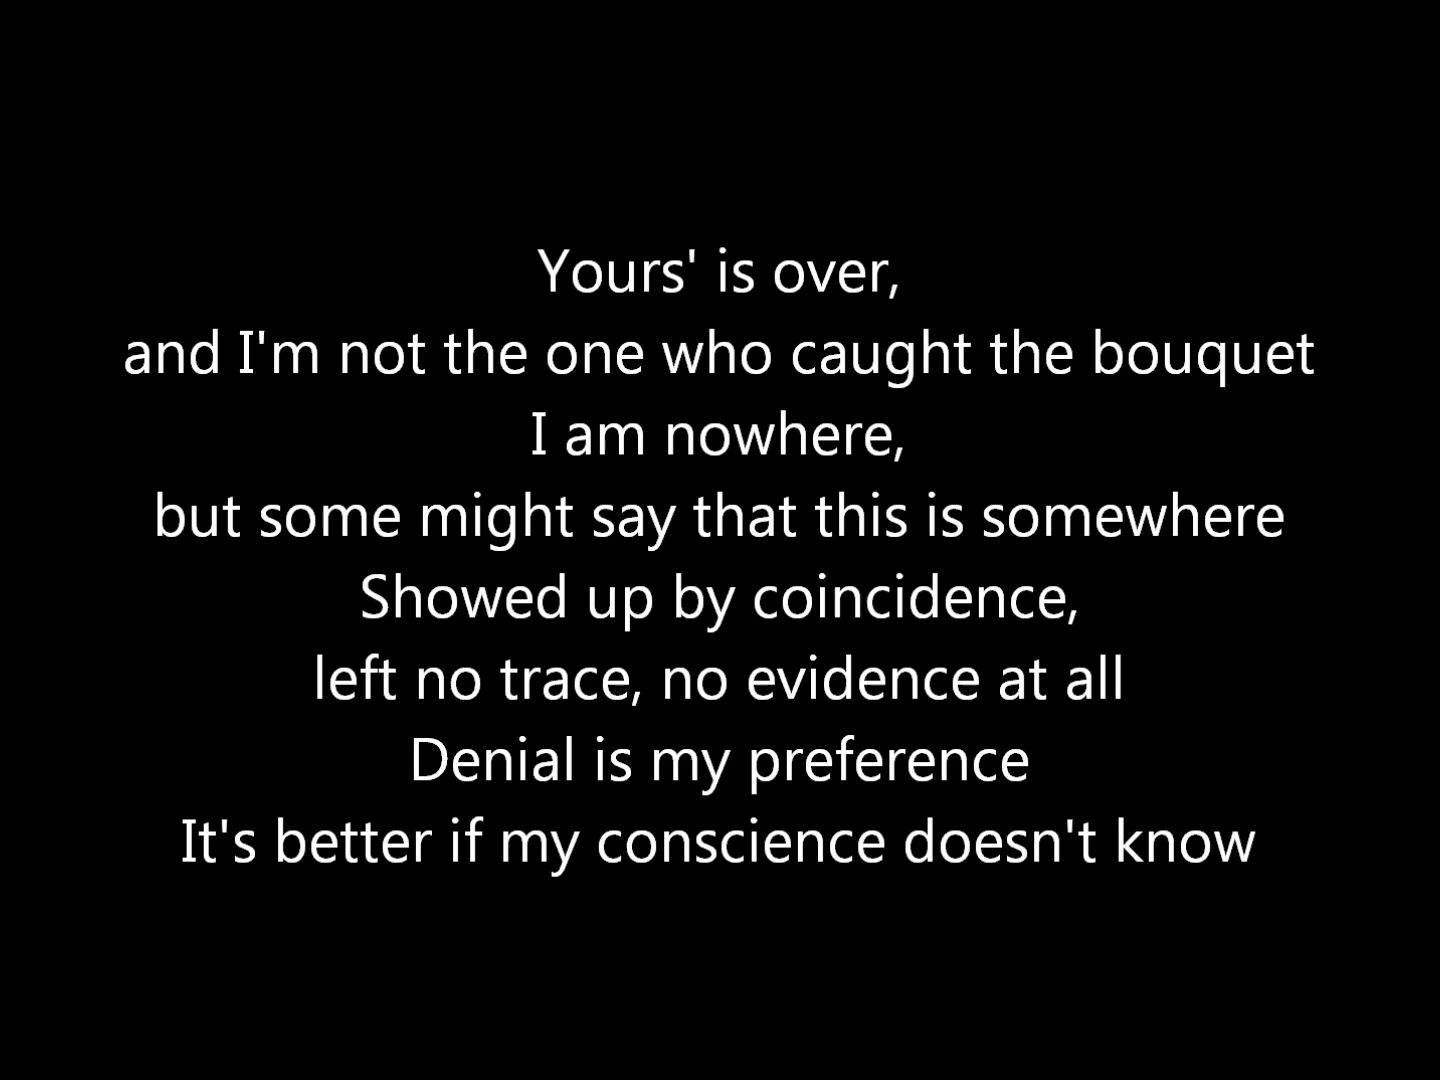 Yours' is over,
and I'm not the one who caught the bouquet
I am nowhere,
but some might say that this is somewhere
Showed up by coincidence,
left no trace, no evidence at all
Denial is my preference
It's better if my conscience doesn't know